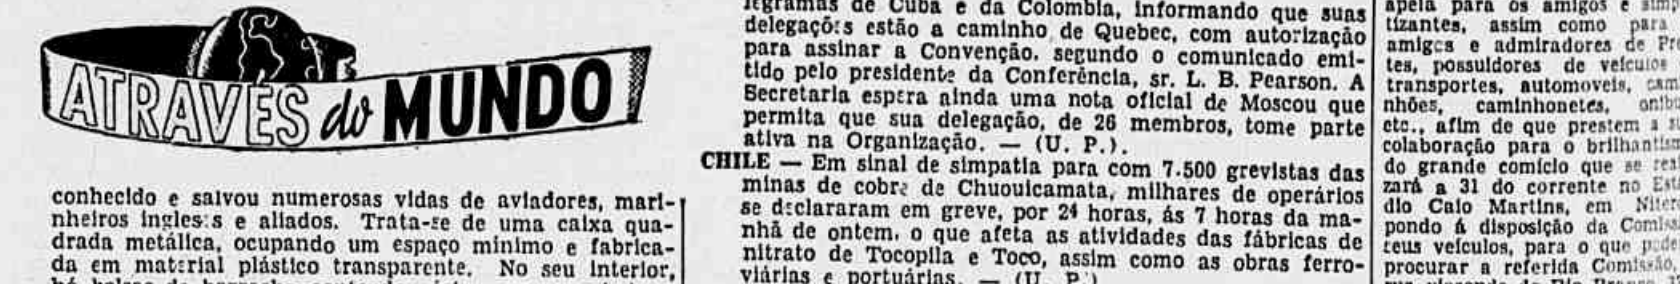 ATRAVÉS do MUNDO
conhecido e salvou numerosas vidas de aviadores, mari-
nheiros ingleses e aliados. Trata-se de uma caixa qua-
drada metálica, ocupando um espaço mínimo e fabrica-
da em material plástico transparente. No seu interior,
legramas de Cuba e da Colombia, informando que suas
delegações estão a caminho de Quebec, com autorização
para assinar a Convenção, segundo o comunicado emi-
tido pelo presidente da Conferência, sr. L. B. Pearson. A
Secretaria espera ainda uma nota oficial de Moscou que
permita que sua delegação, de 26 membros, tome parte
ativa na Organização. — (U. P.).
CHILE — Em sinal de simpatia para com 7.500 grevistas das
minas de cobre de Chuouicamata, milhares de operários
se declararam em greve, por 24 horas, ás 7 horas da ma-
nhã de ontem, o que afeta as atividades das fábricas de
nitrato de Tocopila e Toco, assim como as obras ferro-
viárias e portuárias. — (U. P.)
apela para os amigos e
tizantes, assim como para
amigos e admiradores de
tes, possuidores de veículos
transportes, automoveis,
nhões, caminhonetes,
etc., afim de que prestem a
colaboração para o
do grande comício que se
zará a 31 do corrente no
dio Caio Martins, em
pondo á disposição da
seus veículos, para o que
procurar a referida Comissão,